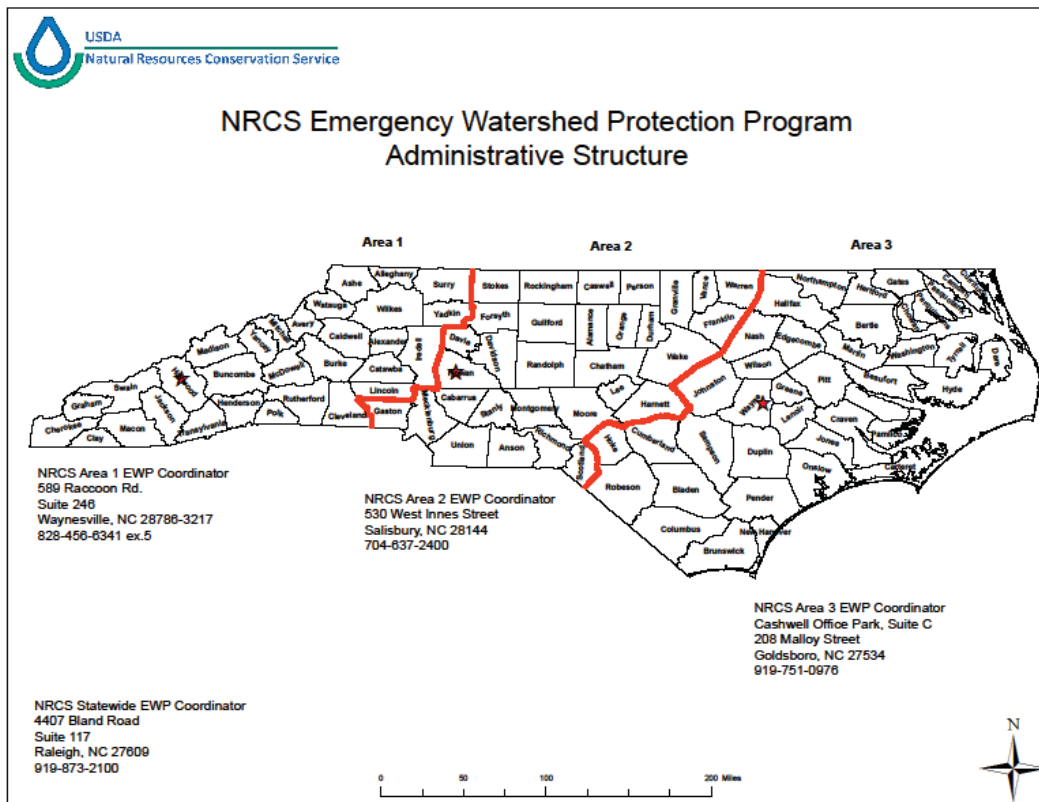 USDA
Natural Resources Conservation Service
NRCS Emergency Watershed Protection Program
Administrative Structure
Area 1
Area 2
Area 3
Ashe
Alleghany
Surry
Stokes
Rockingham
Caswell
Person
Granville
Vance
Warren
Northampton
Gates
Hertford
Halifax
Watauga
Wilkes
Yadkin
Forsyth
Guilford
Alamance
Orange
Durham
Franklin
Nash
Edgecombe
Bertie
Martin
Washington
Tyrrell
Dare
Avery
Mitchell
Yancey
Madison
Caldwell
Alexander
Iredell
Davie
Davidson
Randolph
Chatham
Wake
Wilson
Pitt
Beaufort
Hyde
Buncombe
McDowell
Burke
Catawba
Rowan
Lee
Johnston
Greene
Wayne
Lenoir
Craven
Pamlico
Swain
Haywood
Jackson
Henderson
Rutherford
Polk
Cleveland
Lincoln
Gaston
Mecklenburg
Cabarrus
Stanly
Montgomery
Moore
Harnett
Cherokee
Graham
Clay
Macon
Transylvania
Union
Anson
Richmond
Scotland
Hoke
Cumberland
Sampson
Duplin
Jones
Onslow
Carteret
Robeson
Bladen
Pender
Columbus
New Hanover
Brunswick
NRCS Area 1 EWP Coordinator
589 Raccoon Rd.
Suite 246
Waynesville, NC 28786-3217
828-456-6341 ex.5
NRCS Area 2 EWP Coordinator
530 West Innes Street
Salisbury, NC 28144
704-637-2400
NRCS Area 3 EWP Coordinator
Cashwell Office Park, Suite C
208 Malloy Street
Goldsboro, NC 27534
919-751-0976
NRCS Statewide EWP Coordinator
4407 Bland Road
Suite 117
Raleigh, NC 27609
919-873-2100
N
0 50 100 200 Miles